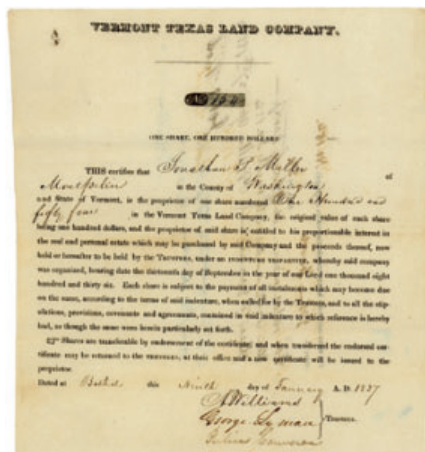 VERMONT TEXAS LAND COMPANY.
ONE SHARE, ONE HUNDRED DOLLARS
THIS certifies that Jonathan P. Miller of
Montpelier in the County of Washington
and State of Vermont, is the proprietor of one share numbered One Hundred and
fifty four in the Vermont Texas Land Company, the original value of each share
being one hundred dollars, and the proprietor of said share is entitled to his proportionable interest in
the real and personal estate which may be purchased by said Company and the proceeds thereof, now
held or hereafter to be held by the TRUSTEES, under an INDENTURE TRIPARTITE, whereby said company
was organized, bearing date the thirteenth day of September in the year of our Lord one thousand eight
hundred and thirty six. Each share is subject to the payment of all instalments which may become due
on the same, according to the terms of said indenture, when called for by the Trustees, and to all the stip-
ulations, provisions, covenants and agreements, contained in said indenture to which reference is hereby
had, as though the same were herein particularly set forth.
Shares are transferable by endorsement of the certificate; and when transferred the endorsed cer-
tificate may be returned to the TRUSTEES, at their office and a new certificate will be issued to the
proprietor.
Dated at Bethel this Ninth day of January A. D. 1837
Williams
George Lyman
TRUSTEES.